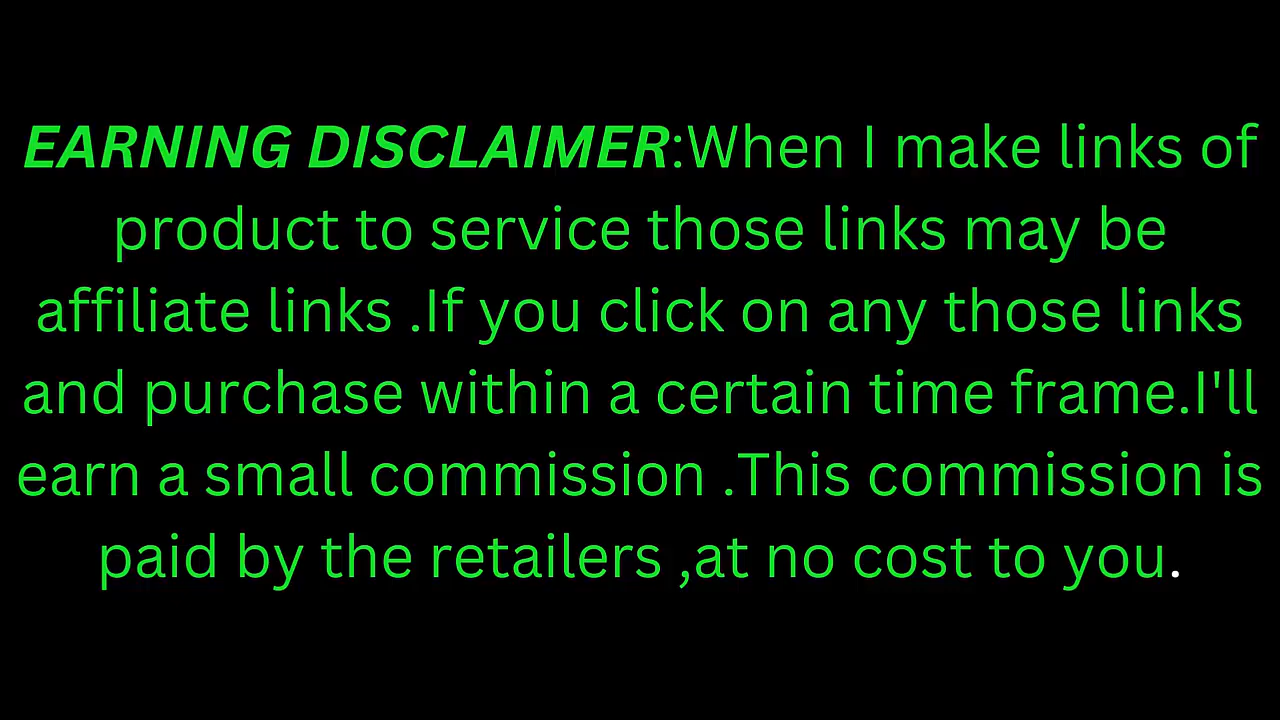 EARNING DISCLAIMER:When I make links of
product to service those links may be
affiliate links .If you click on any those links
and purchase within a certain time frame.I'll
earn a small commission .This commission is
paid by the retailers ,at no cost to you.